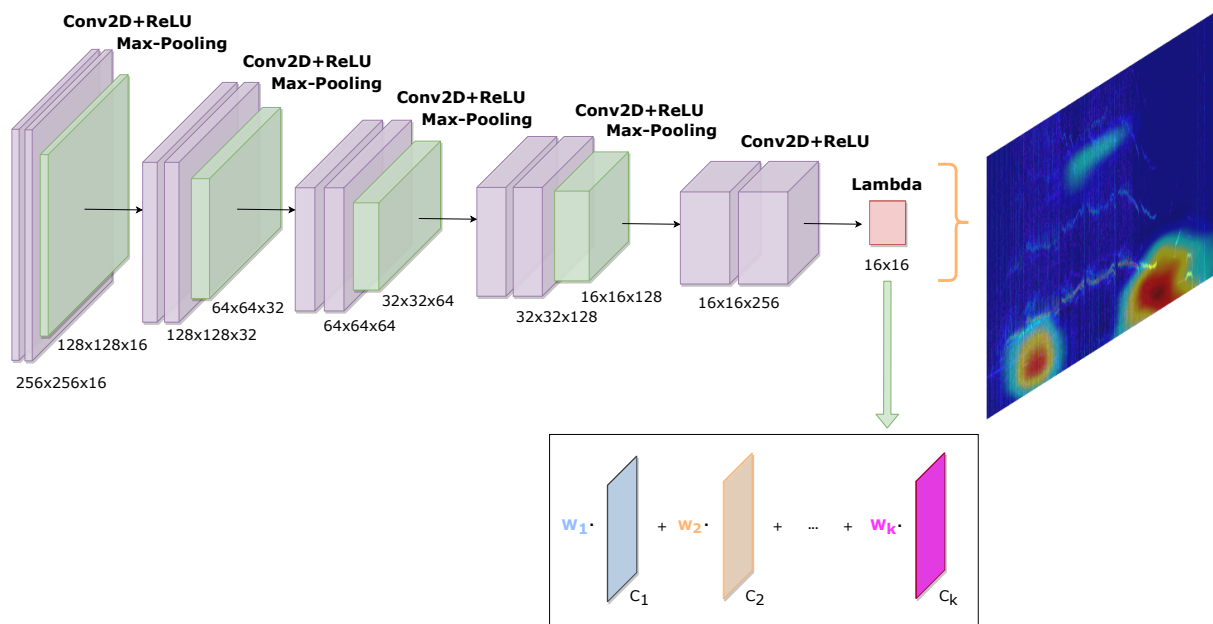 Conv2D+ReLU
Max-Pooling
256x256x16
128x128x16
Conv2D+ReLU
Max-Pooling
128x128x32
64x64x32
Conv2D+ReLU
Max-Pooling
64x64x64
32x32x64
Conv2D+ReLU
Max-Pooling
32x32x128
16x16x128
Conv2D+ReLU
16x16x256
Lambda
16x16
w₁· + w₂· + ... + wₖ·
C₁ C₂ Cₖ